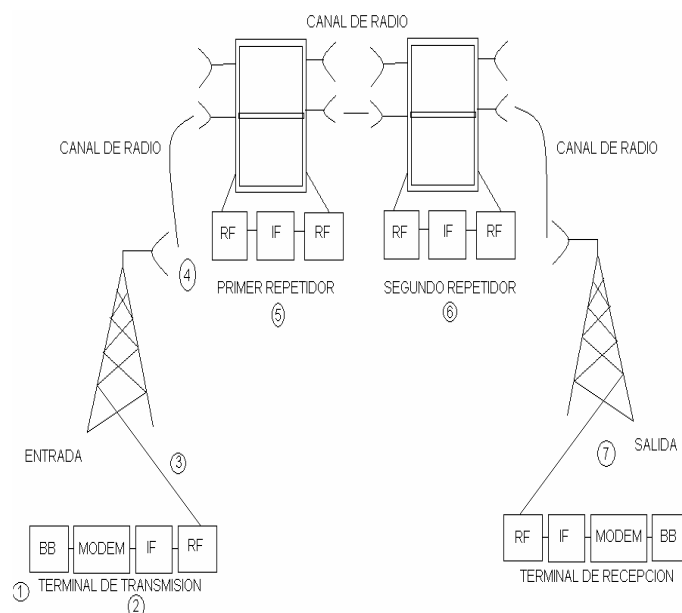 CANAL DE RADIO
CANAL DE RADIO
CANAL DE RADIO
RF IF RF
RF IF RF
4
PRIMER REPETIDOR
5
SEGUNDO REPETIDOR
6
ENTRADA
3
7
SALIDA
BB MODEM IF RF
1
TERMINAL DE TRANSMISION
2
RF IF MODEM BB
TERMINAL DE RECEPCION